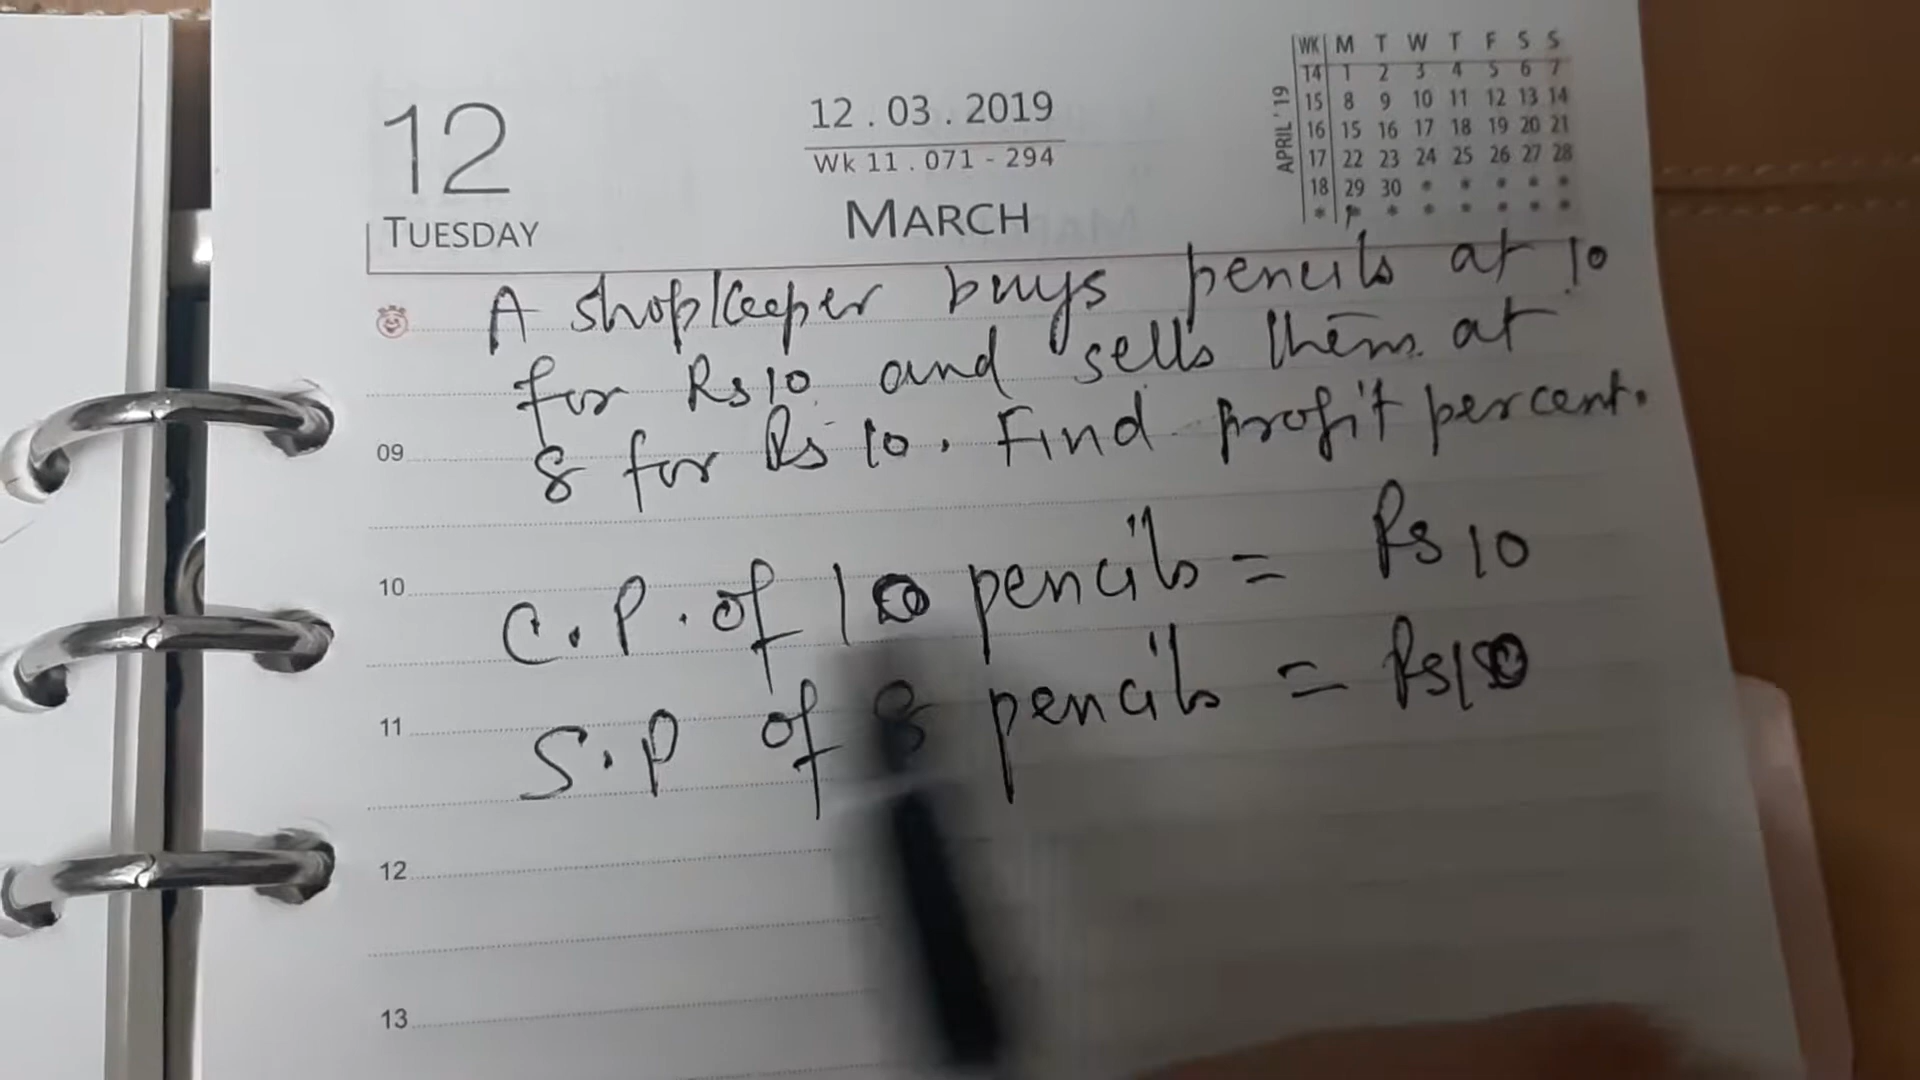 12
12 . 03 . 2019
Wk 11 . 071 - 294
TUESDAY
MARCH
APRIL '19
WK M T W T F S S
14 1 2 3 4 5 6 7
15 8 9 10 11 12 13 14
16 15 16 17 18 19 20 21
17 22 23 24 25 26 27 28
18 29 30 * * * * *
* * * * * * * *
A shopkeeper buys pencils at 10
for Rs 10 and sells them at
8 for Rs 10. Find profit percent.
09
10
C.P. of 10 pencils = Rs 10
11
S.P of 8 pencils = Rs 10
12
13